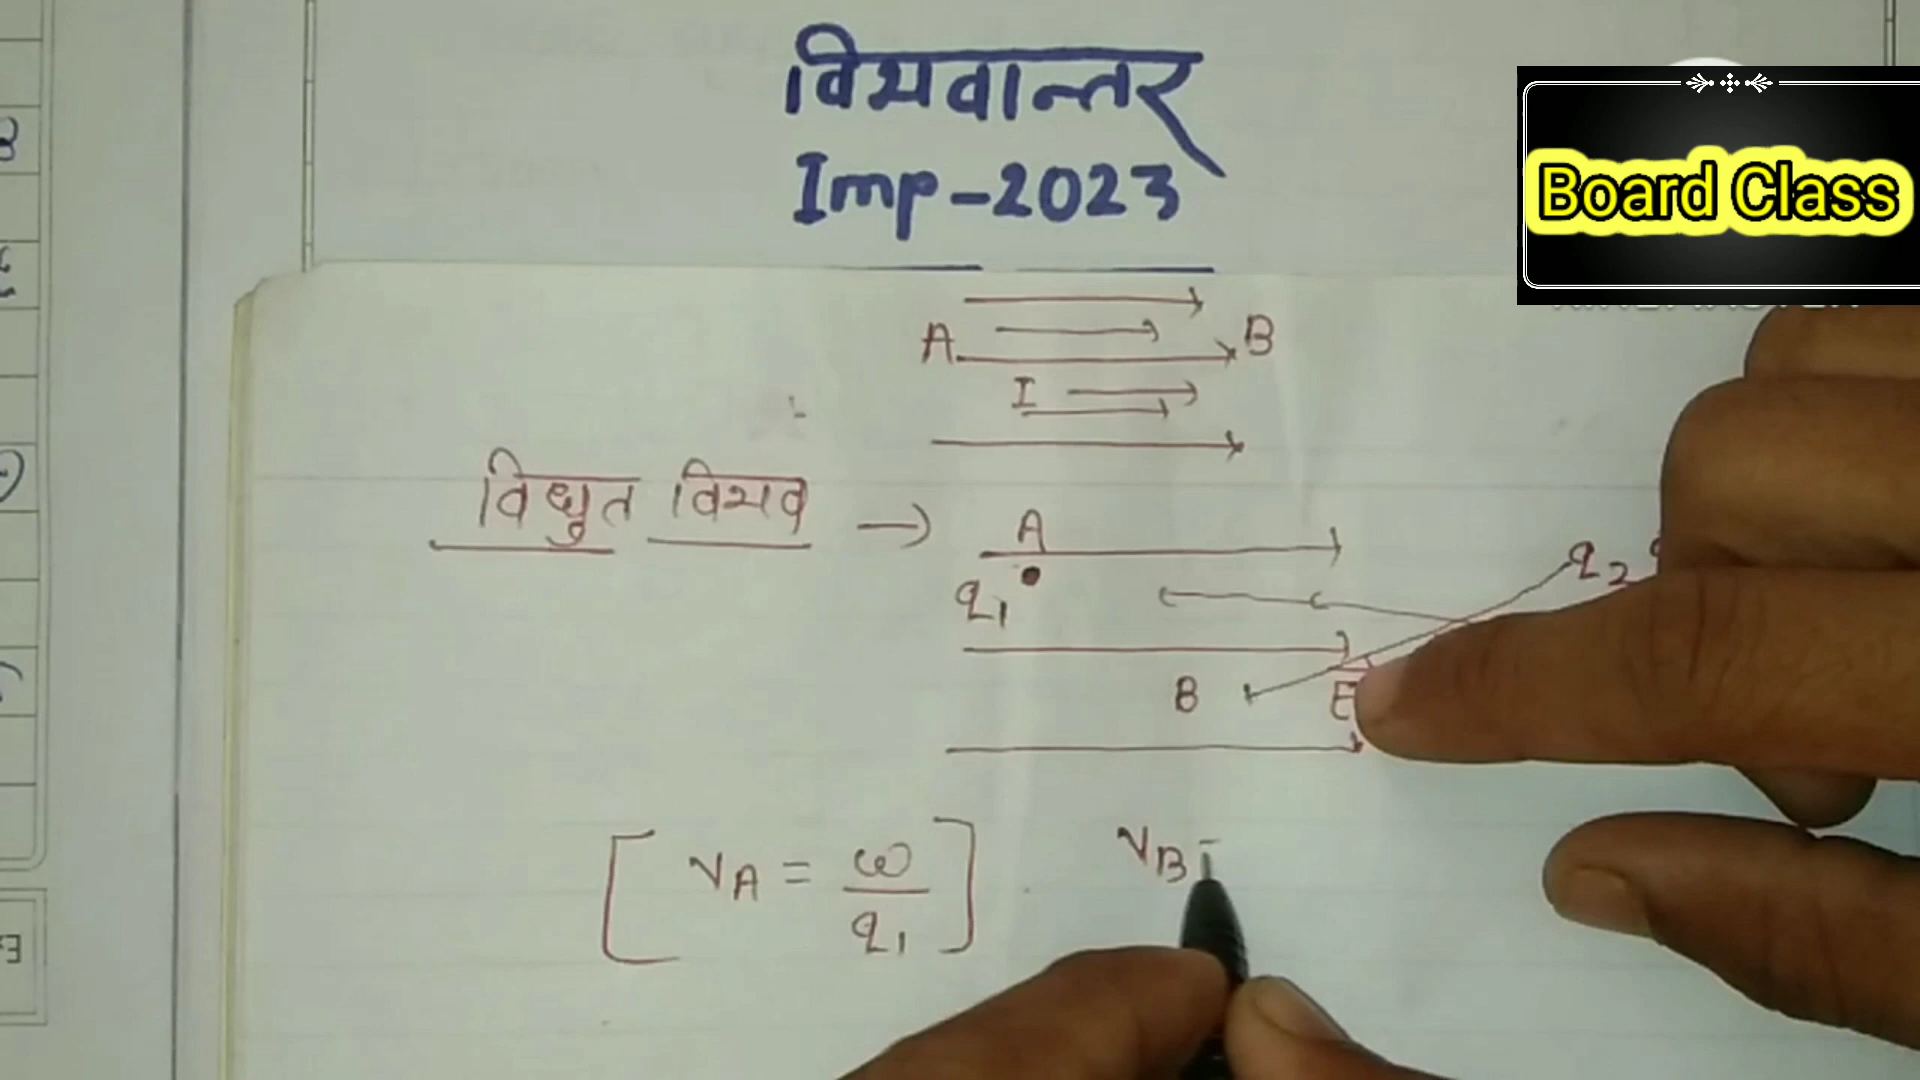 विभवान्तर
Imp-2023
Board Class
A B
I
विधुत विभव → A
q₁
q₂
B E
[ VA = ω/q₁ ] VB=